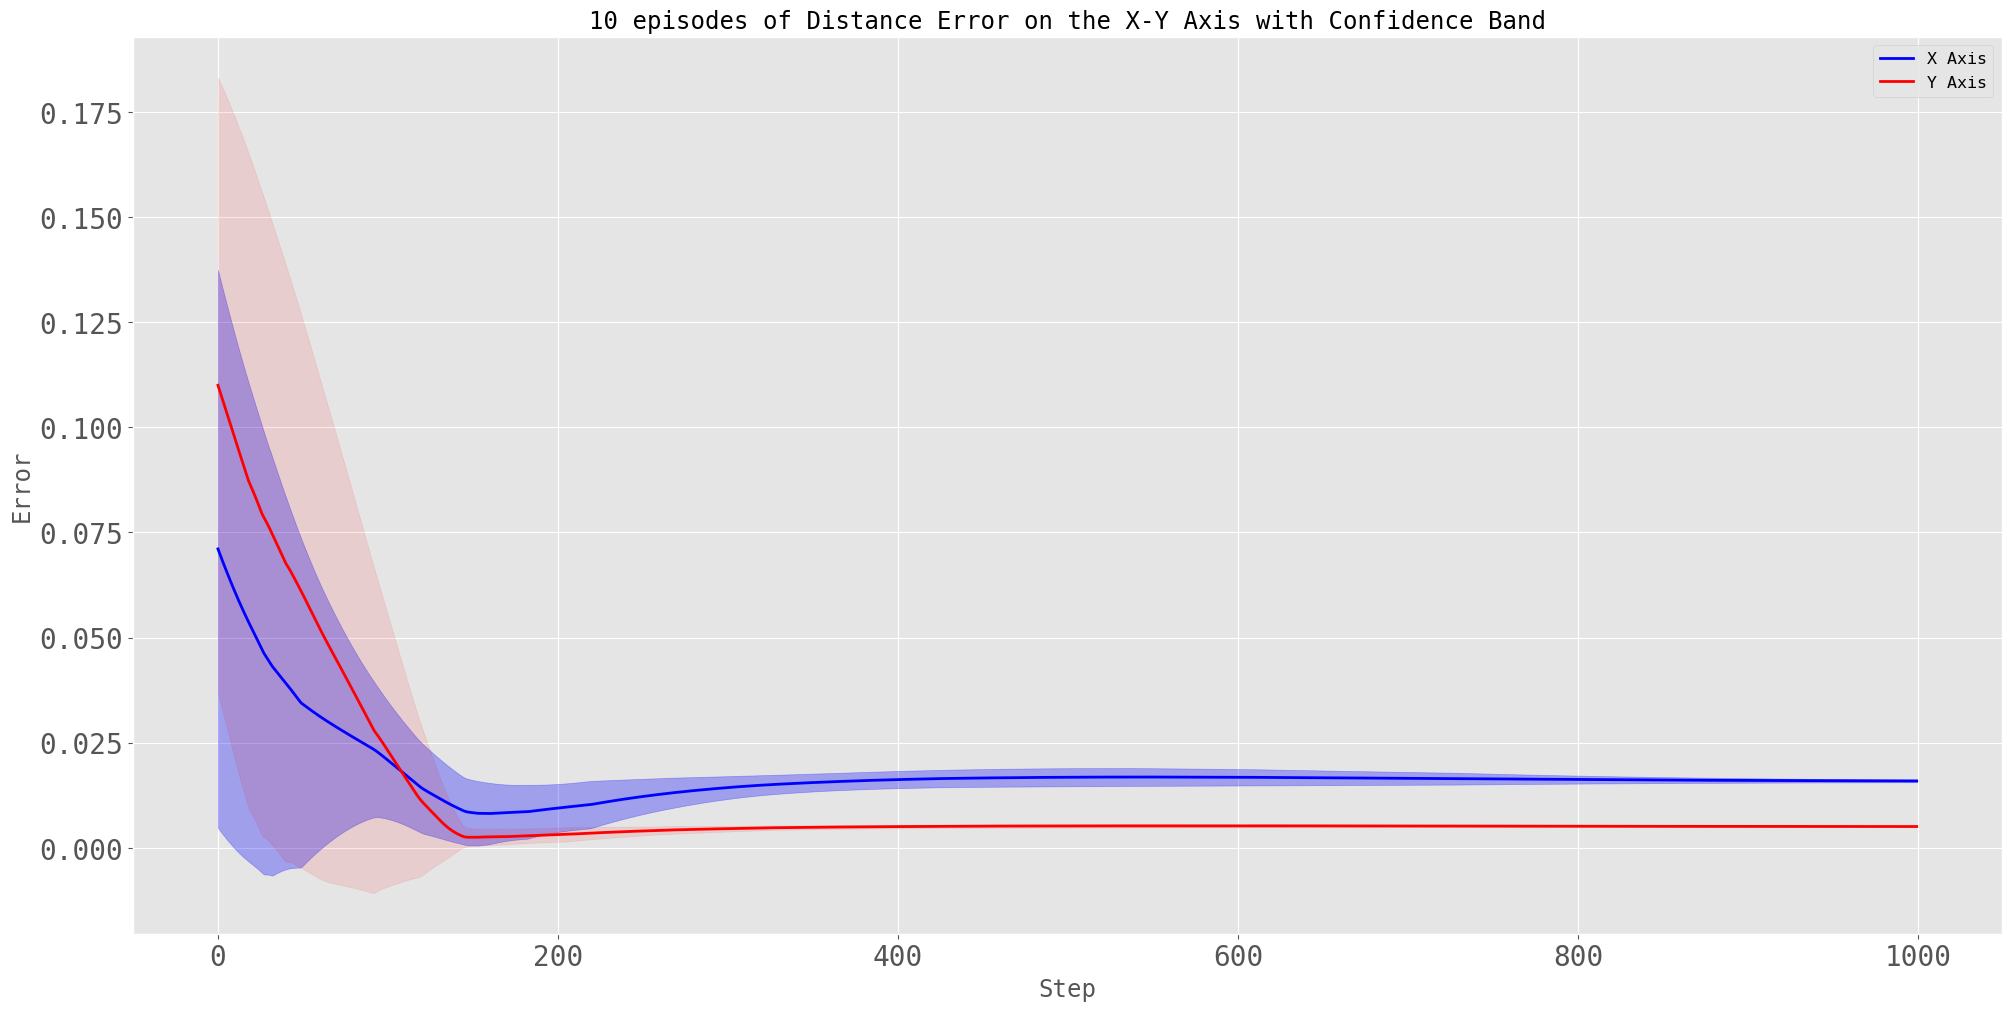 10 episodes of Distance Error on the X-Y Axis with Confidence Band
X Axis
Y Axis
0.175
0.150
0.125
0.100
0.075
0.050
0.025
0.000
Error
0 200 400 600 800 1000
Step